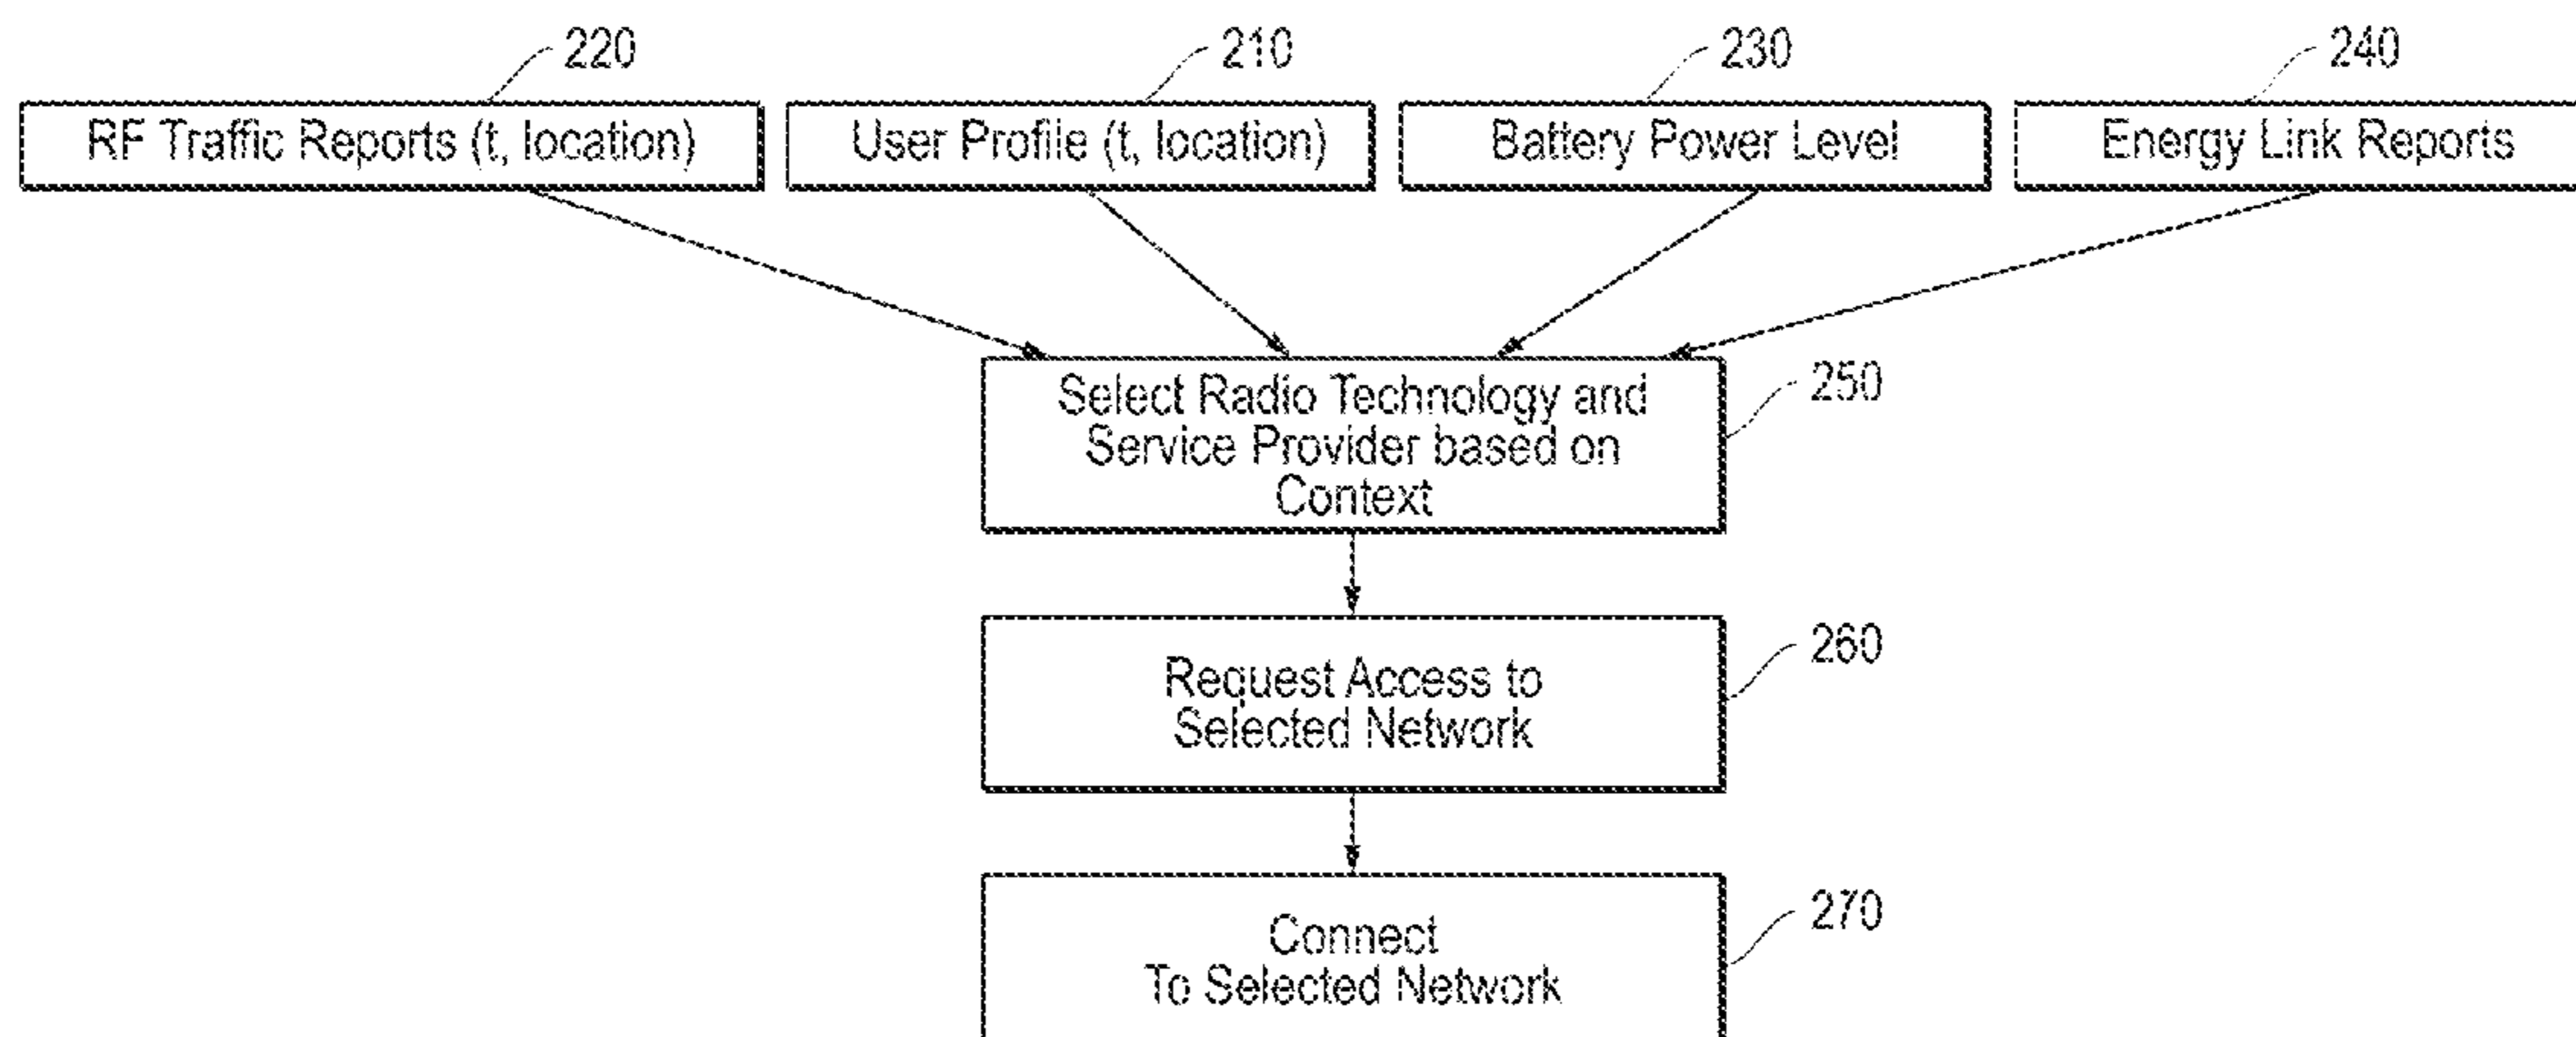 220
210
230
240
RF Traffic Reports (t, location)
User Profile (t, location)
Battery Power Level
Energy Link Reports
Select Radio Technology and
Service Provider based on
Context
250
Request Access to
Selected Network
260
Connect
To Selected Network
270